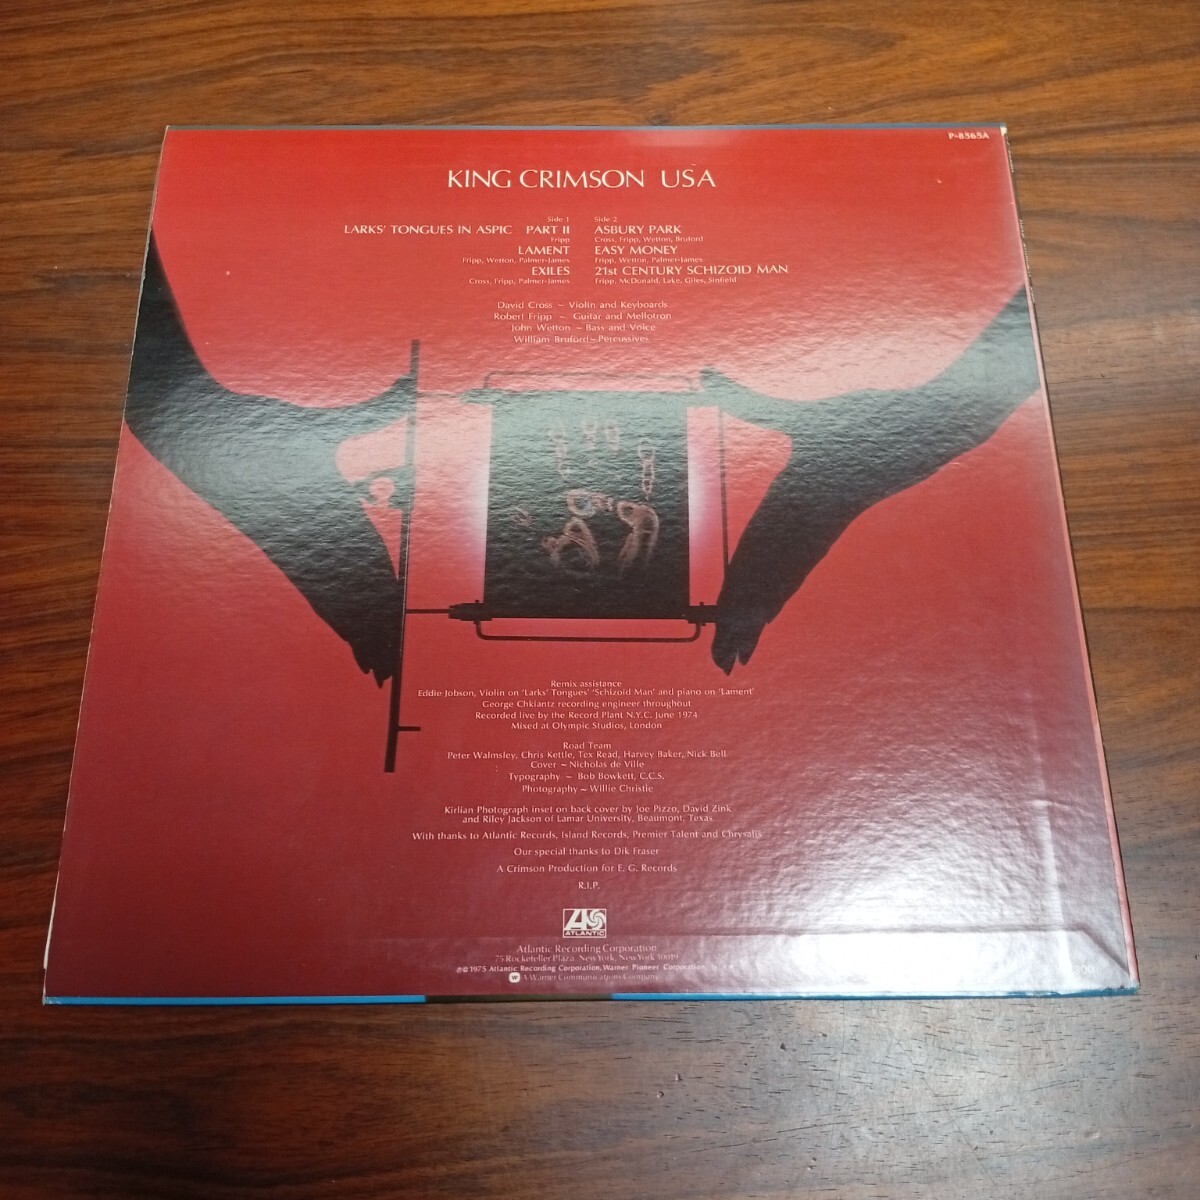 P-8565A
KING CRIMSON USA
Side 1
LARKS' TONGUES IN ASPIC PART II
Fripp
LAMENT
Fripp, Wetton, Palmer-James
EXILES
Cross, Fripp, Palmer-James
Side 2
ASBURY PARK
Cross, Fripp, Wetton, Bruford
EASY MONEY
Fripp, Wetton, Palmer-James
21st CENTURY SCHIZOID MAN
Fripp, McDonald, Lake, Giles, Sinfield
David Cross ~ Violin and Keyboards
Robert Fripp ~ Guitar and Mellotron
John Wetton ~ Bass and Voice
William Bruford ~ Percussives
Remix assistance
Eddie Jobson, Violin on 'Larks' Tongues' 'Schizoid Man' and piano on 'Lament'
George Chkiantz recording engineer throughout
Recorded live by the Record Plant N.Y.C. June 1974
Mixed at Olympic Studios, London
Road Team
Peter Walmsley, Chris Kettle, Tex Read, Harvey Baker, Nick Bell
Cover ~ Nicholas de Ville
Typography ~ Bob Bowkett, C.C.S.
Photography ~ Willie Christie
Kirlian Photograph inset on back cover by Joe Pizzo, David Zink
and Riley Jackson of Lamar University, Beaumont, Texas
With thanks to Atlantic Records, Island Records, Premier Talent and Chrysalis
Our special thanks to Dik Fraser
A Crimson Production for E. G. Records
R.I.P.
ATLANTIC
Atlantic Recording Corporation
75 Rockefeller Plaza, New York, New York 10019
℗© 1975 Atlantic Recording Corporation, Warner Pioneer Corporation
A Warner Communications Company